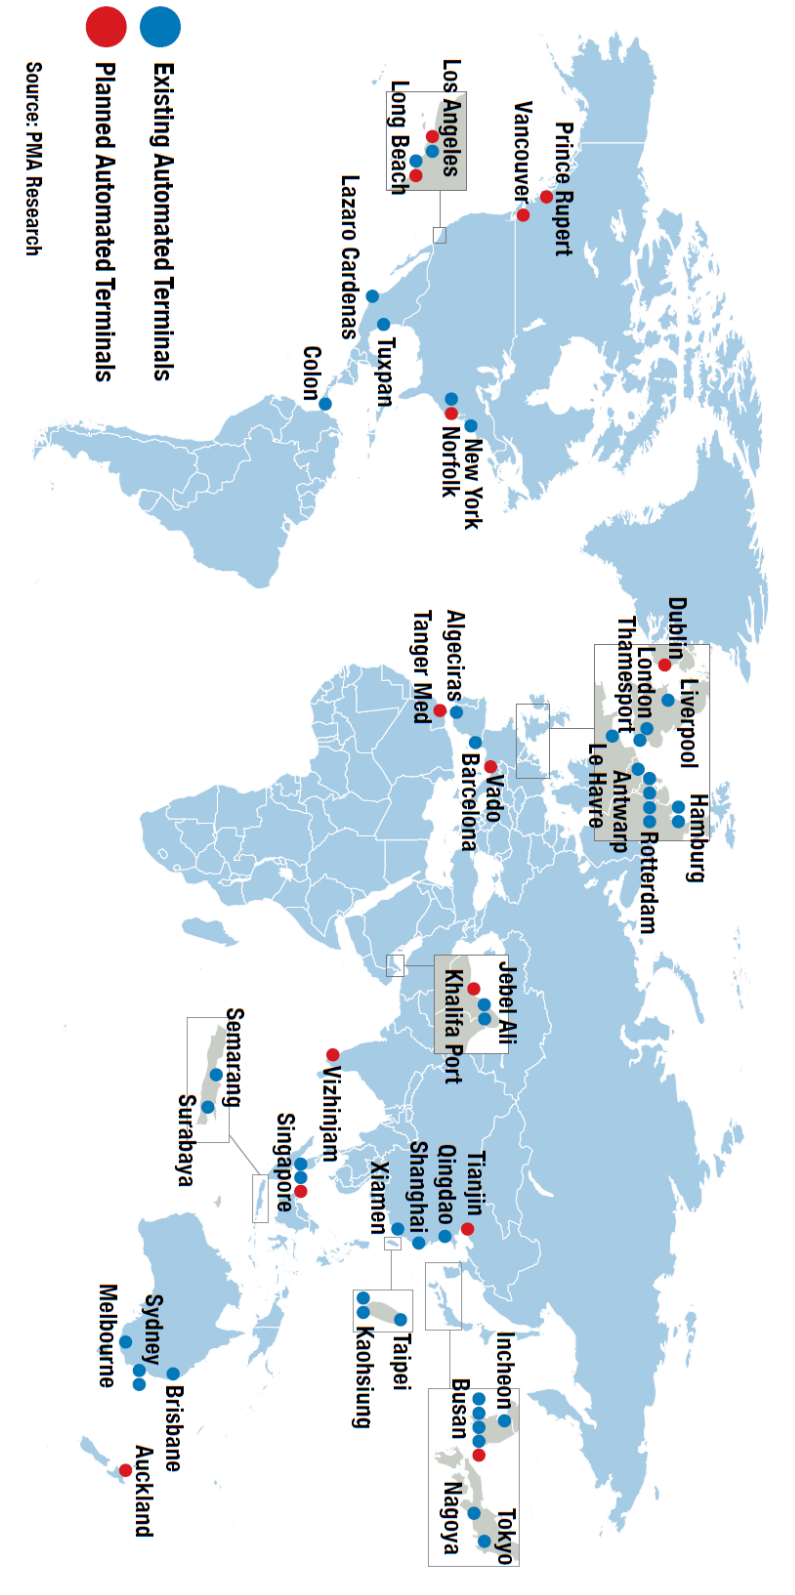 Prince Rupert
Vancouver
Los Angeles
Long Beach
Lazaro Cardenas
Tuxpan
Colon
New York
Norfolk
Dublin
Liverpool
London
Thamesport
Le Havre
Antwarp
Rotterdam
Hamburg
Algeciras
Tanger Med
Barcelona
Vado
Jebel Ali
Khalifa Port
Vizhinjam
Semarang
Surabaya
Singapore
Tianjin
Qingdao
Shanghai
Xiamen
Taipei
Kaohsiung
Incheon
Busan
Nagoya
Tokyo
Brisbane
Sydney
Melbourne
Auckland
Existing Automated Terminals
Planned Automated Terminals
Source: PMA Research